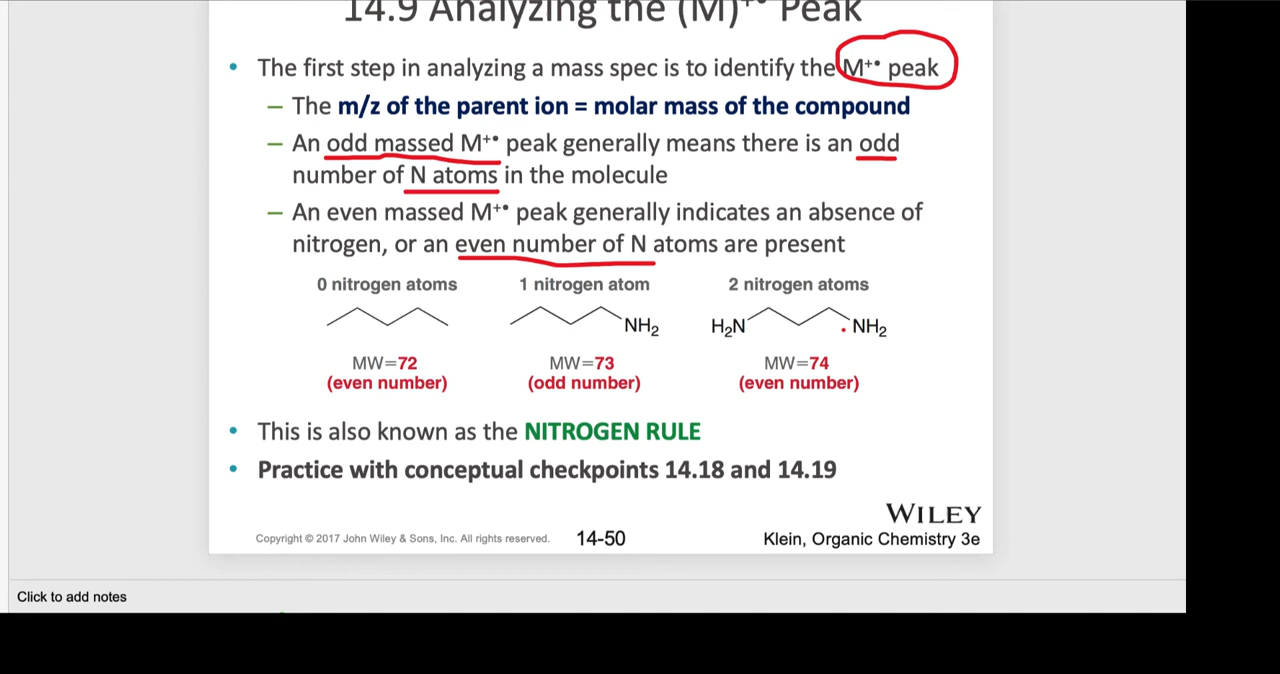 14.9 Analyzing the (M)+• Peak
• The first step in analyzing a mass spec is to identify the M+• peak
– The m/z of the parent ion = molar mass of the compound
– An odd massed M+• peak generally means there is an odd
number of N atoms in the molecule
– An even massed M+• peak generally indicates an absence of
nitrogen, or an even number of N atoms are present
0 nitrogen atoms 1 nitrogen atom 2 nitrogen atoms
NH2 H2N NH2
MW=72 MW=73 MW=74
(even number) (odd number) (even number)
• This is also known as the NITROGEN RULE
• Practice with conceptual checkpoints 14.18 and 14.19
WILEY
Copyright © 2017 John Wiley & Sons, Inc. All rights reserved. 14-50 Klein, Organic Chemistry 3e
Click to add notes